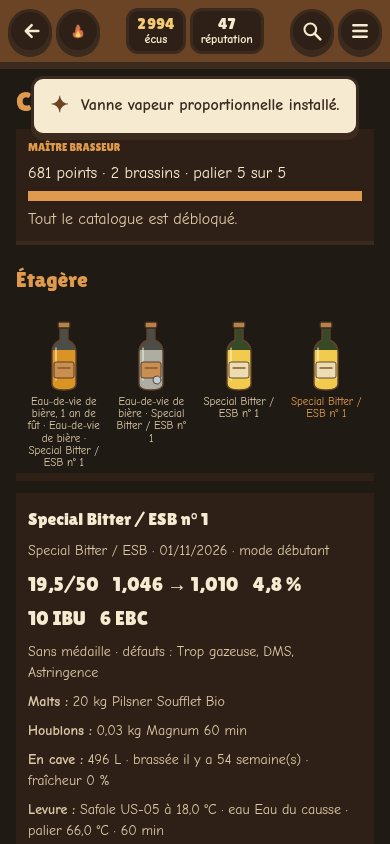 2 994
écus
47
réputation
C
Vanne vapeur proportionnelle installé.
MAÎTRE BRASSEUR
681 points · 2 brassins · palier 5 sur 5
Tout le catalogue est débloqué.
Étagère
Eau-de-vie de
bière, 1 an de
fût · Eau-de-vie
de bière ·
Special Bitter /
ESB n° 1
Eau-de-vie de
bière · Special
Bitter / ESB n°
1
Special Bitter /
ESB n° 1
Special Bitter /
ESB n° 1
Special Bitter / ESB n° 1
Special Bitter / ESB · 01/11/2026 · mode débutant
19,5/50 1,046 → 1,010 4,8 %
10 IBU 6 EBC
Sans médaille · défauts : Trop gazeuse, DMS,
Astringence
Malts : 20 kg Pilsner Soufflet Bio
Houblons : 0,03 kg Magnum 60 min
En cave : 496 L · brassée il y a 54 semaine(s) ·
fraîcheur 0 %
Levure : Safale US-05 à 18,0 °C · eau Eau du causse ·
palier 66,0 °C · 60 min